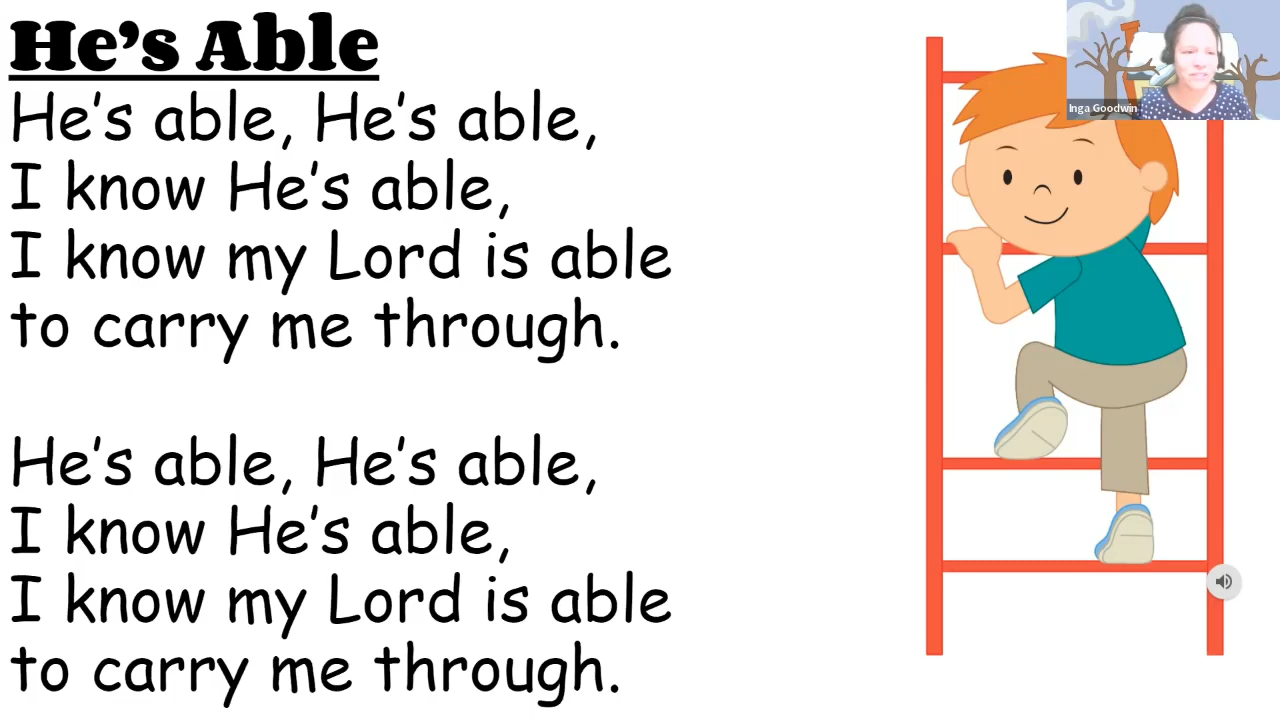 He's Able
He's able, He's able,
I know He's able,
I know my Lord is able
to carry me through.
He's able, He's able,
I know He's able,
I know my Lord is able
to carry me through.
Inga Goodwin